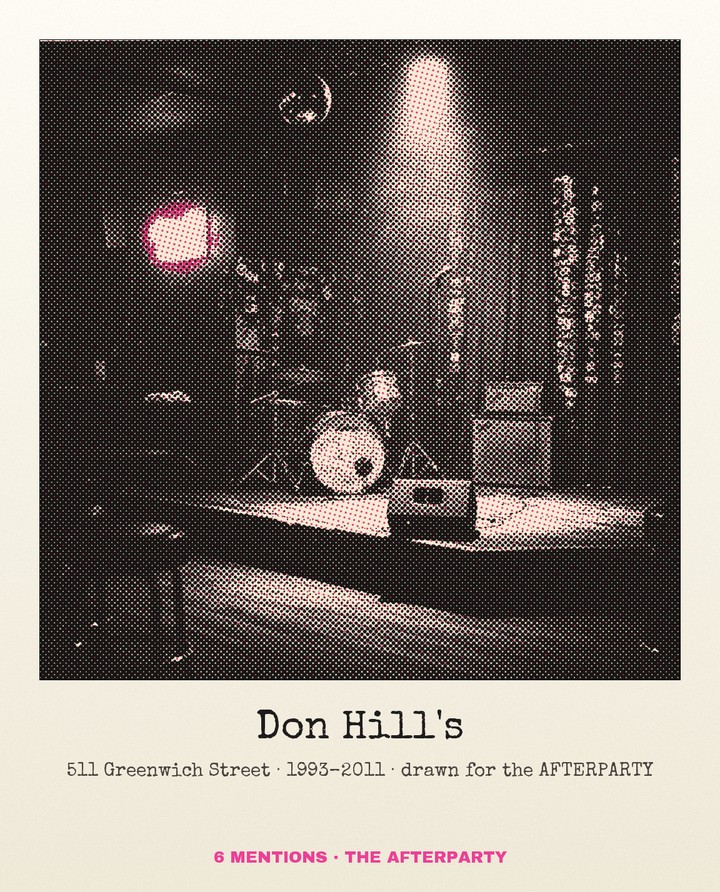 Don Hill's
511 Greenwich Street · 1993–2011 · drawn for the AFTERPARTY
6 MENTIONS · THE AFTERPARTY